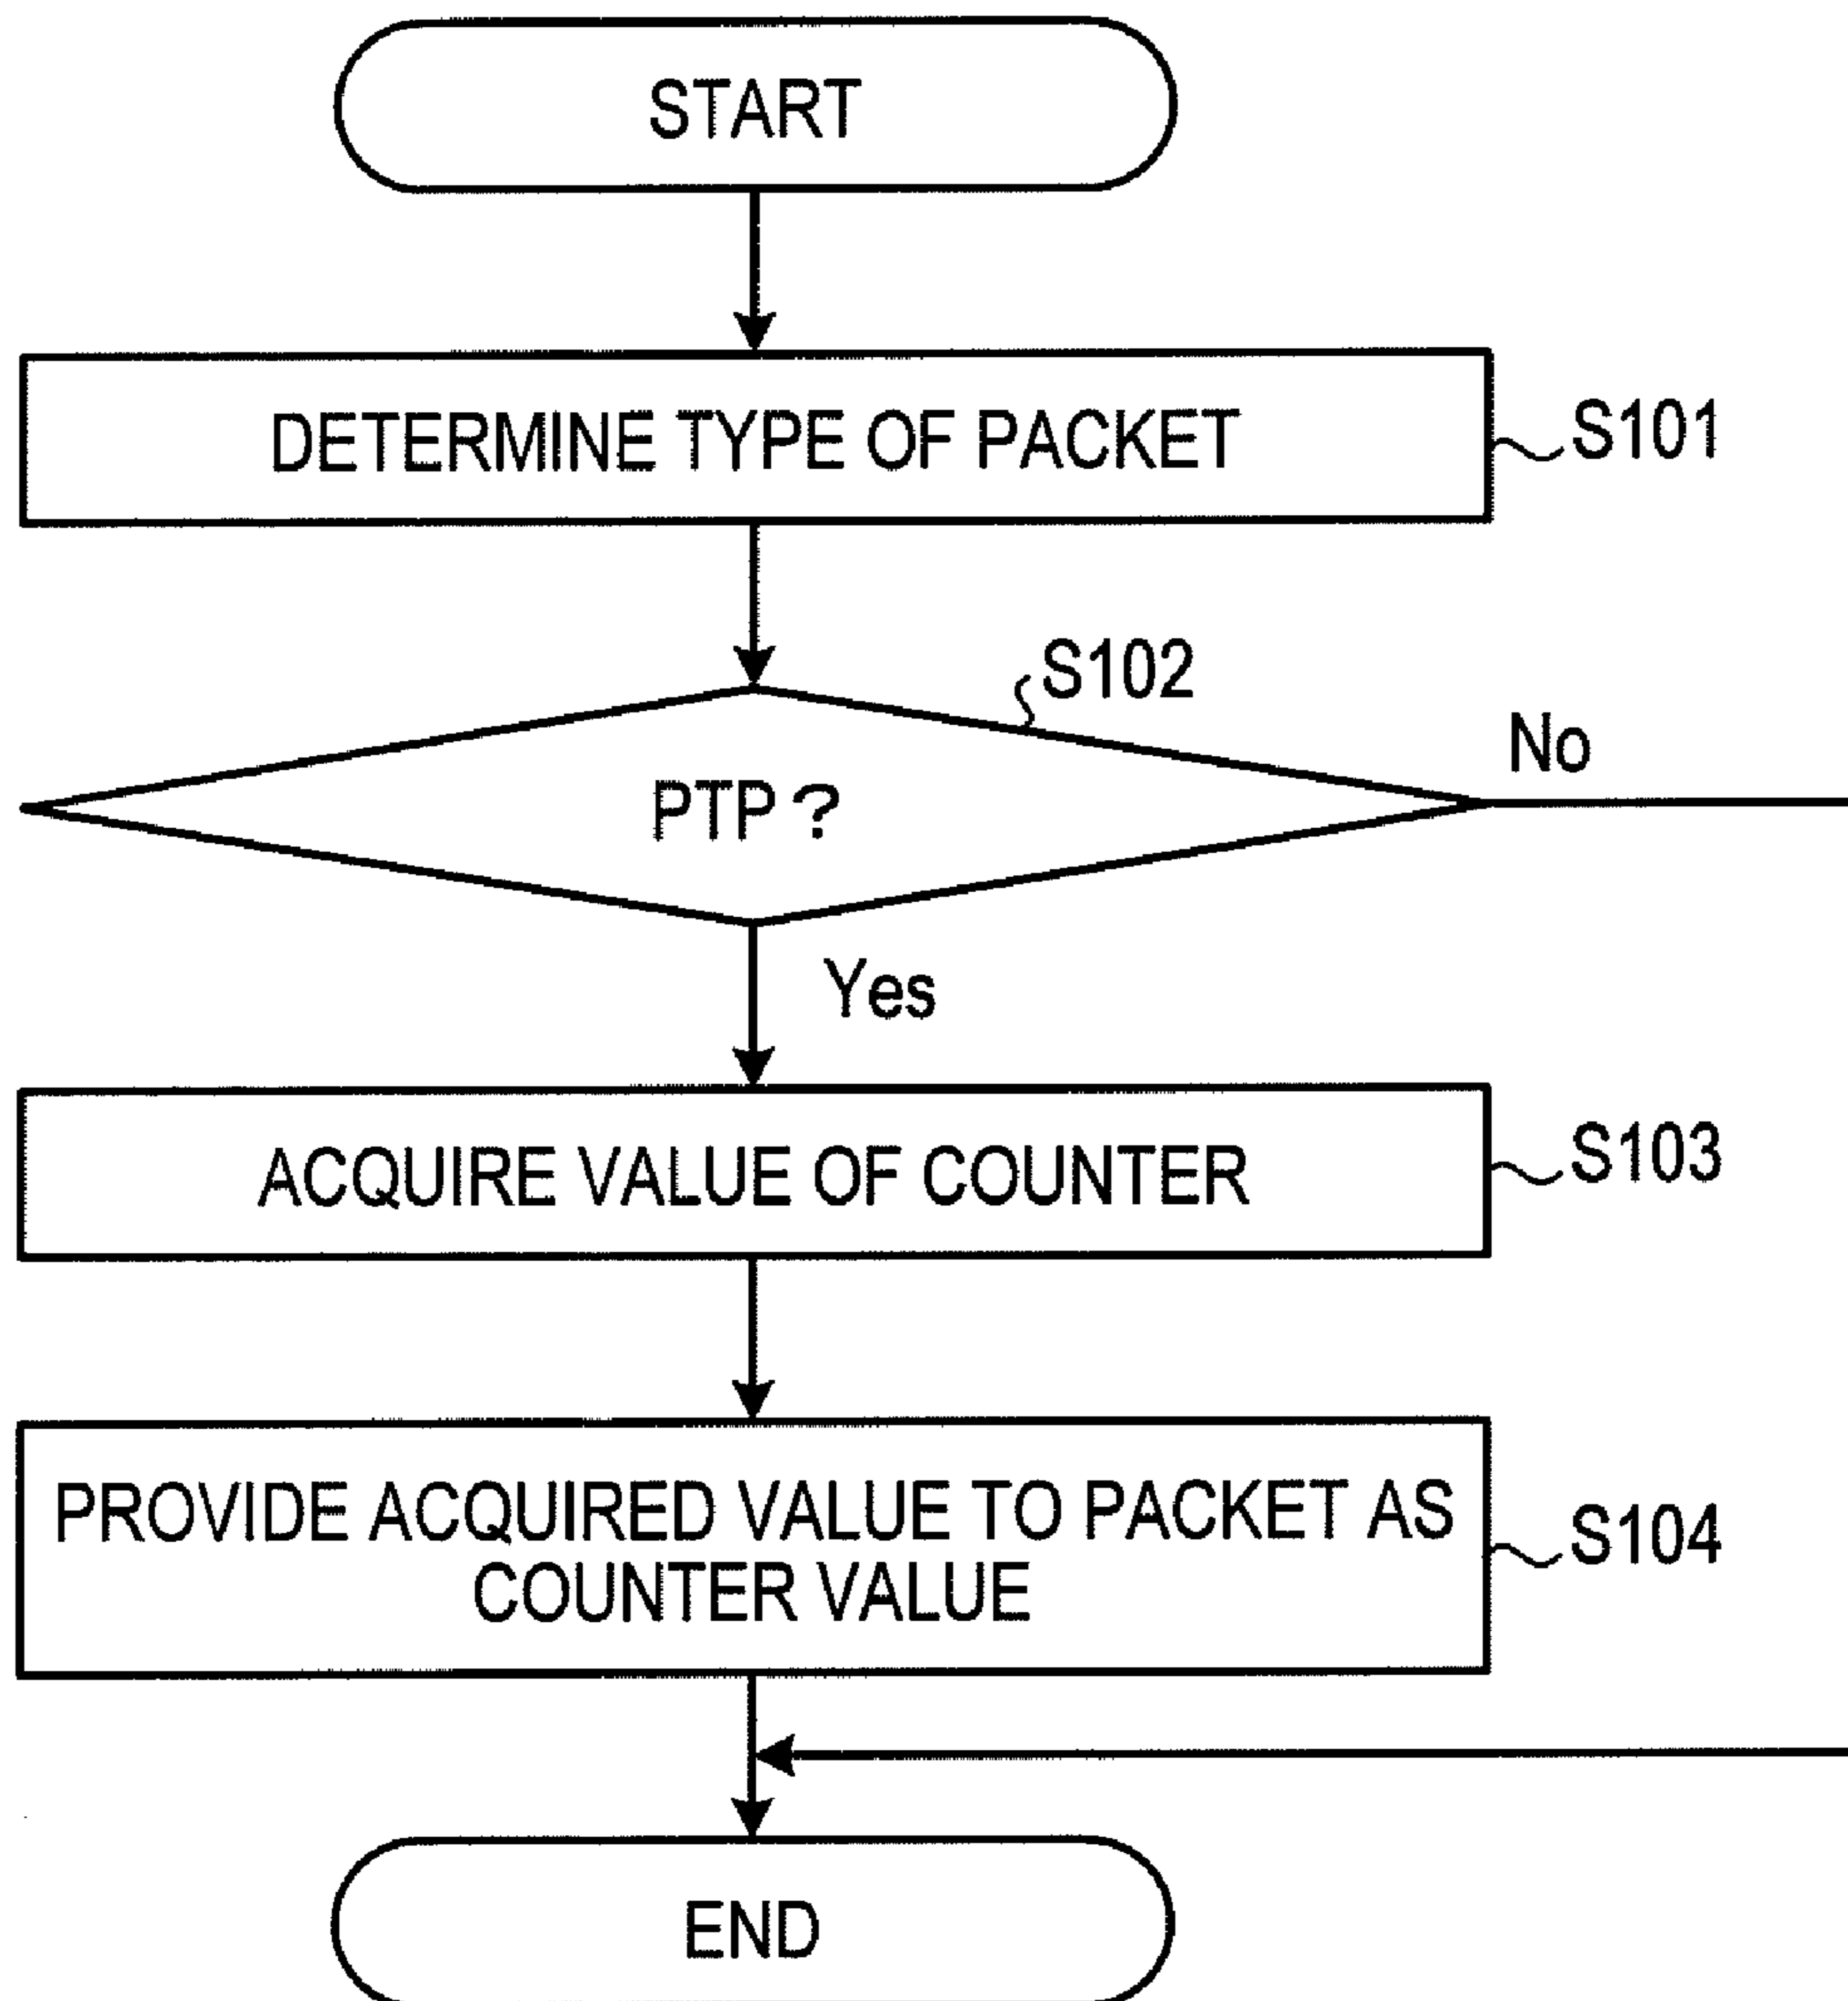 START
DETERMINE TYPE OF PACKET
S101
S102
PTP ?
No
Yes
ACQUIRE VALUE OF COUNTER
S103
PROVIDE ACQUIRED VALUE TO PACKET AS
COUNTER VALUE
S104
END